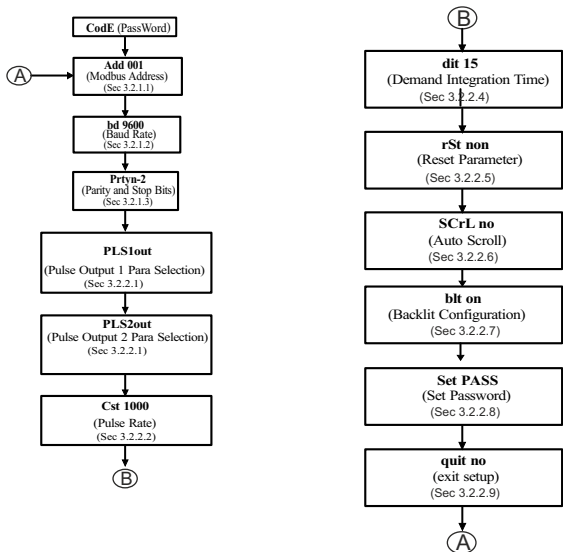 CodE (PassWord)
A
Add 001
(Modbus Address)
(Sec 3.2.1.1)
bd 9600
(Baud Rate)
(Sec 3.2.1.2)
Prtyn-2
(Parity and Stop Bits)
(Sec 3.2.1.3)
PLS1out
(Pulse Output 1 Para Selection)
(Sec 3.2.2.1)
PLS2out
(Pulse Output 2 Para Selection)
(Sec 3.2.2.1)
Cst 1000
(Pulse Rate)
(Sec 3.2.2.2)
B
B
dit 15
(Demand Integration Time)
(Sec 3.2.2.4)
rSt non
(Reset Parameter)
(Sec 3.2.2.5)
SCrL no
(Auto Scroll)
(Sec 3.2.2.6)
blt on
(Backlit Configuration)
(Sec 3.2.2.7)
Set PASS
(Set Password)
(Sec 3.2.2.8)
quit no
(exit setup)
(Sec 3.2.2.9)
A